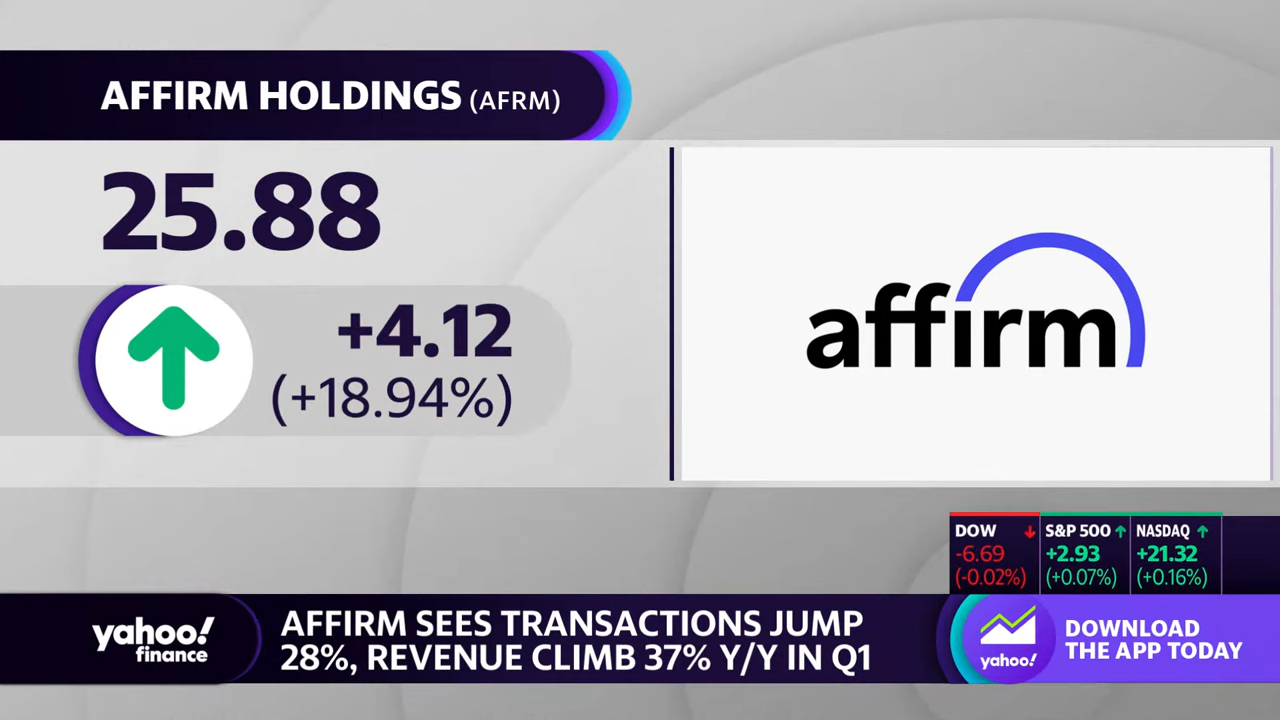 AFFIRM HOLDINGS (AFRM)
25.88
+4.12
(+18.94%)
affirm
DOW
-6.69
(-0.02%)
S&P 500
+2.93
(+0.07%)
NASDAQ
+21.32
(+0.16%)
yahoo!
finance
AFFIRM SEES TRANSACTIONS JUMP
28%, REVENUE CLIMB 37% Y/Y IN Q1
yahoo!
DOWNLOAD
THE APP TODAY